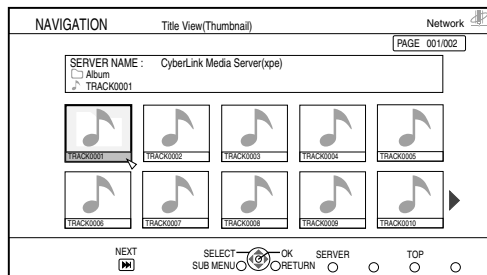 NAVIGATION Title View(Thumbnail) Network
PAGE 001/002
SERVER NAME : CyberLink Media Server(xpe)
Album
TRACK0001
TRACK0001 TRACK0002 TRACK0003 TRACK0004 TRACK0005
TRACK0006 TRACK0007 TRACK0008 TRACK0009 TRACK0010
NEXT SELECT OK SERVER TOP
SUB MENU RETURN